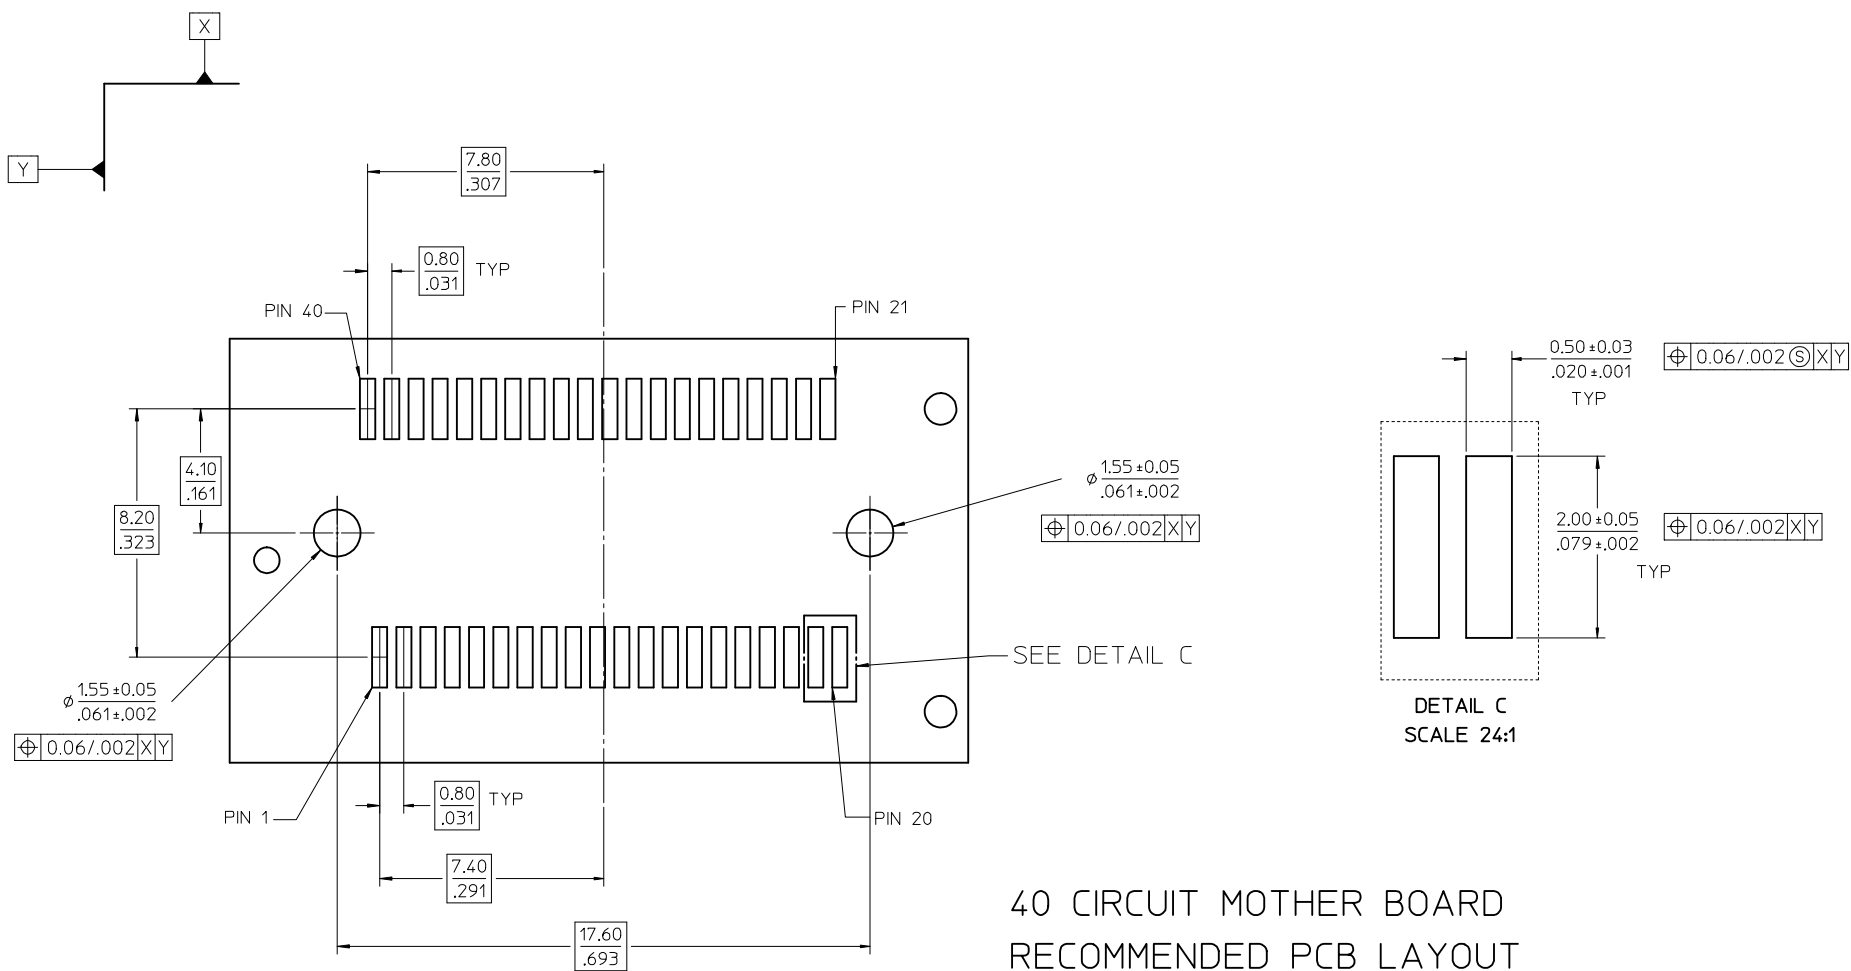 X
Y
7.80
.307
0.80
.031
TYP
PIN 40
PIN 21
4.10
.161
8.20
.323
⌀ 1.55 ±0.05
.061±.002
⌖ 0.06/.002 X Y
⌀ 1.55 ±0.05
.061±.002
⌖ 0.06/.002 X Y
SEE DETAIL C
PIN 1
0.80
.031
TYP
PIN 20
7.40
.291
17.60
.693
0.50 ±0.03
.020 ±.001
TYP
⌖ 0.06/.002 Ⓢ X Y
2.00 ±0.05
.079 ±.002
TYP
⌖ 0.06/.002 X Y
DETAIL C
SCALE 24:1
40 CIRCUIT MOTHER BOARD
RECOMMENDED PCB LAYOUT